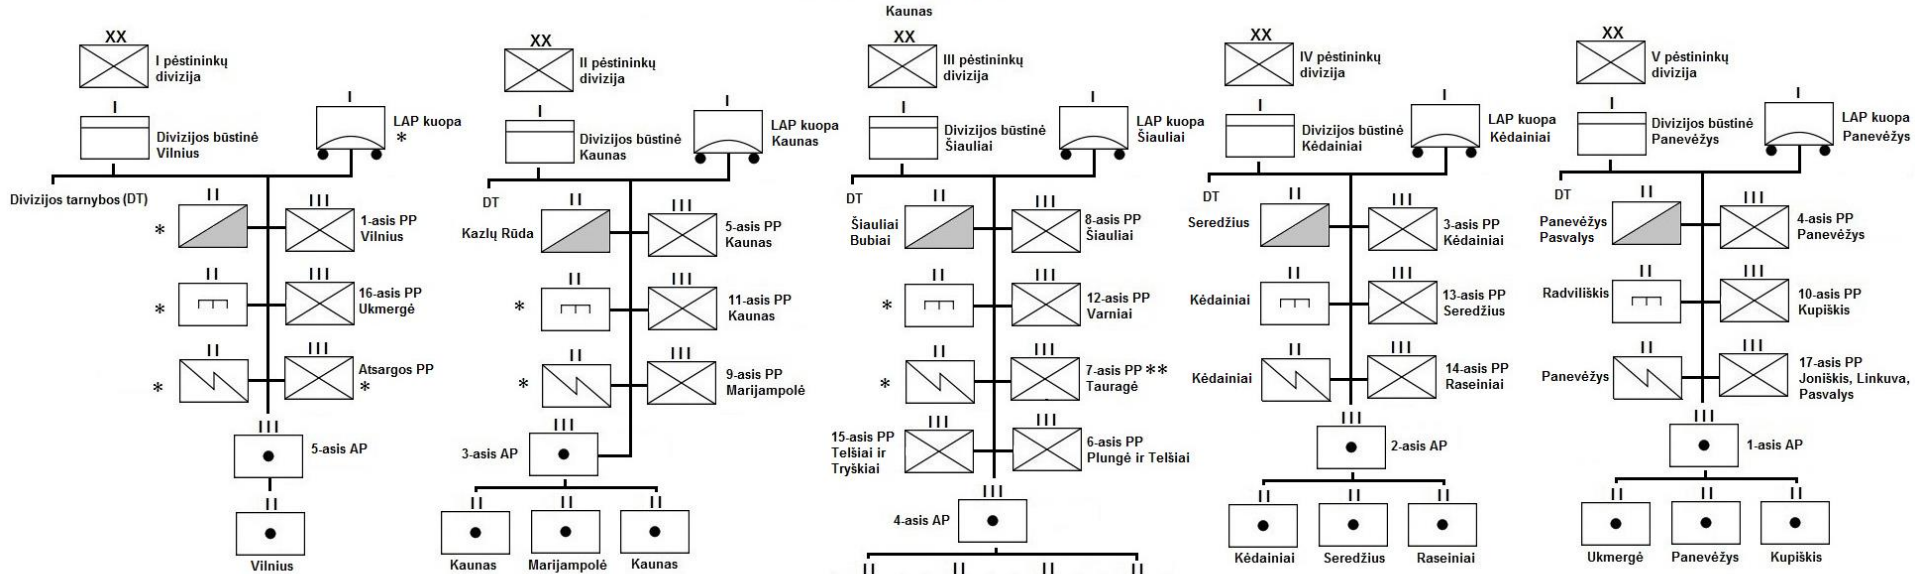 Kaunas
XX
I pėstininkų
divizija
I
Divizijos būstinė
Vilnius
I
LAP kuopa
*
Divizijos tarnybos (DT)
II
*
III
1-asis PP
Vilnius
II
*
III
16-asis PP
Ukmergė
II
*
III
Atsargos PP
*
III
5-asis AP
II
Vilnius
XX
II pėstininkų
divizija
I
Divizijos būstinė
Kaunas
I
LAP kuopa
Kaunas
DT
II
Kazlų Rūda
III
5-asis PP
Kaunas
II
*
III
11-asis PP
Kaunas
II
*
III
9-asis PP
Marijampolė
III
3-asis AP
II II II
Kaunas Marijampolė Kaunas
XX
III pėstininkų
divizija
I
Divizijos būstinė
Šiauliai
I
LAP kuopa
Šiauliai
DT
II
Šiauliai
Bubiai
III
8-asis PP
Šiauliai
II
*
III
12-asis PP
Varniai
II
*
III
7-asis PP **
Tauragė
III
15-asis PP
Telšiai ir
Tryškiai
III
6-asis PP
Plungė ir Telšiai
III
4-asis AP
II II II II
XX
IV pėstininkų
divizija
I
Divizijos būstinė
Kėdainiai
I
LAP kuopa
Kėdainiai
DT
II
Seredžius
III
3-asis PP
Kėdainiai
II
Kėdainiai
III
13-asis PP
Seredžius
II
Kėdainiai
III
14-asis PP
Raseiniai
III
2-asis AP
II II II
Kėdainiai Seredžius Raseiniai
XX
V pėstininkų
divizija
I
Divizijos būstinė
Panevėžys
I
LAP kuopa
Panevėžys
DT
II
Panevėžys
Pasvalys
III
4-asis PP
Panevėžys
II
Radviliškis
III
10-asis PP
Kupiškis
II
Panevėžys
III
17-asis PP
Joniškis, Linkuva,
Pasvalys
III
1-asis AP
II II II
Ukmergė Panevėžys Kupiškis